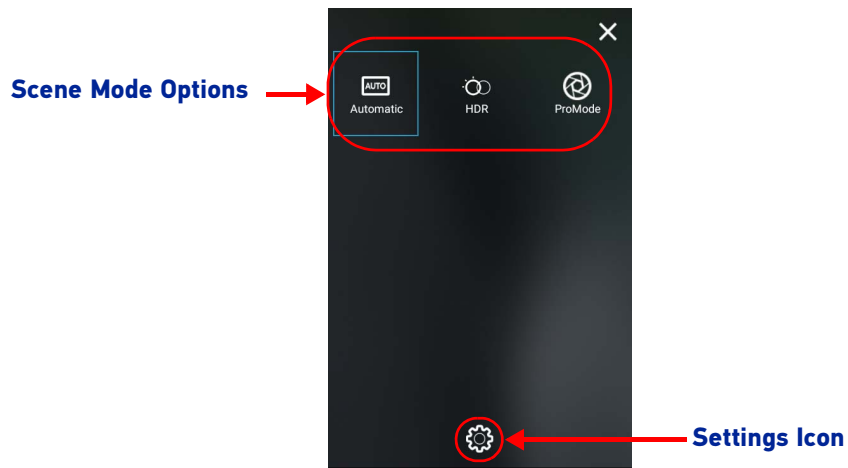 Scene Mode Options
AUTO
Automatic
HDR
ProMode
Settings Icon